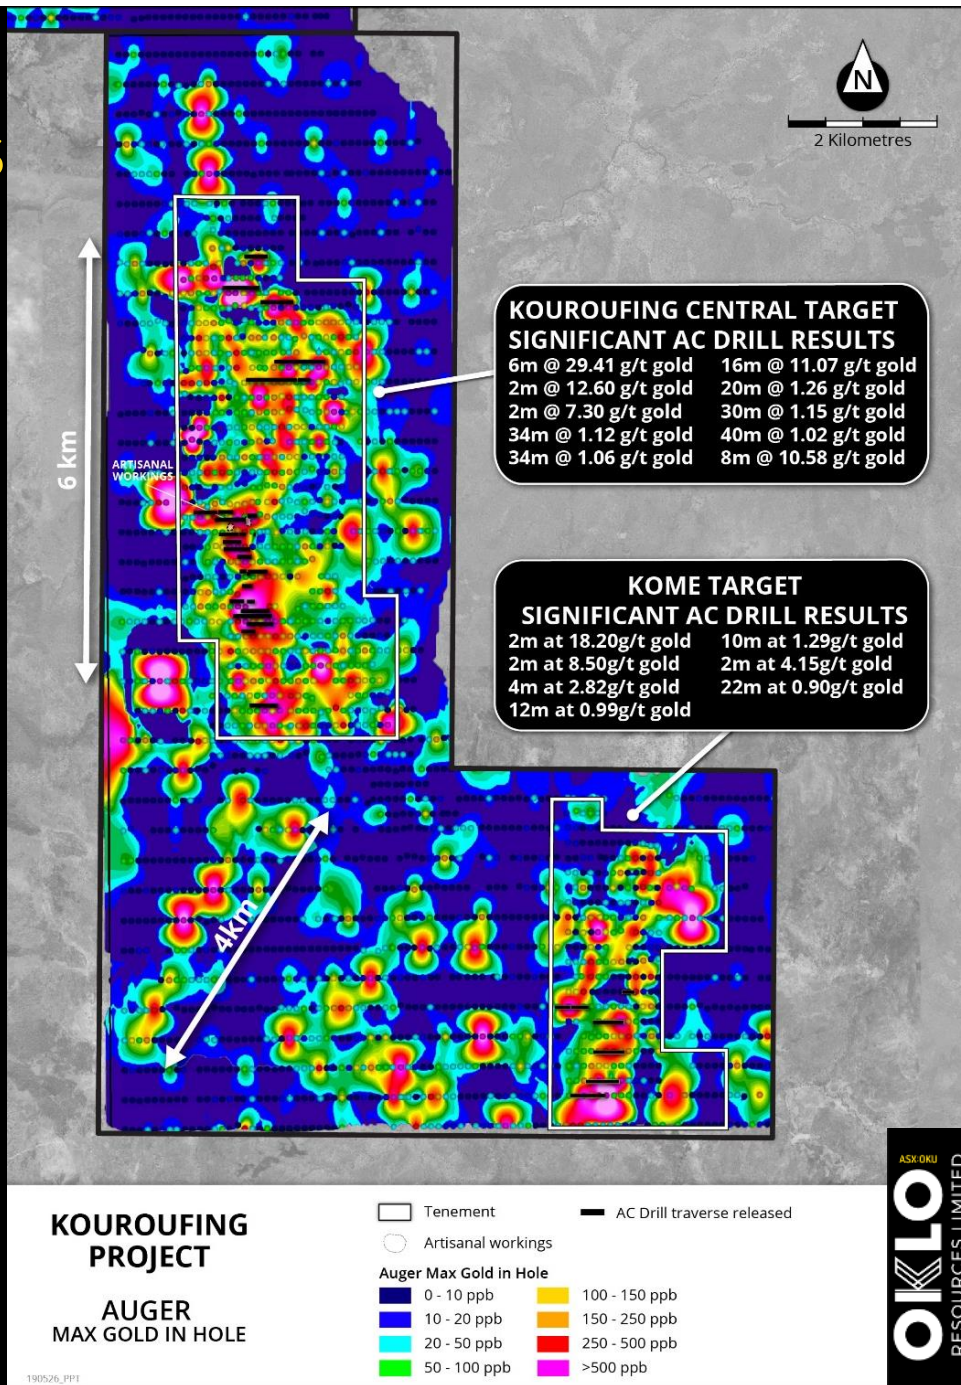 N
2 Kilometres
KOUROUFING CENTRAL TARGET
SIGNIFICANT AC DRILL RESULTS
6m @ 29.41 g/t gold 16m @ 11.07 g/t gold
2m @ 12.60 g/t gold 20m @ 1.26 g/t gold
2m @ 7.30 g/t gold 30m @ 1.15 g/t gold
34m @ 1.12 g/t gold 40m @ 1.02 g/t gold
34m @ 1.06 g/t gold 8m @ 10.58 g/t gold
6 km
ARTISANAL
WORKINGS
KOME TARGET
SIGNIFICANT AC DRILL RESULTS
2m at 18.20g/t gold 10m at 1.29g/t gold
2m at 8.50g/t gold 2m at 4.15g/t gold
4m at 2.82g/t gold 22m at 0.90g/t gold
12m at 0.99g/t gold
4km
KOUROUFING
PROJECT
AUGER
MAX GOLD IN HOLE
190526_PPT
Tenement
AC Drill traverse released
Artisanal workings
Auger Max Gold in Hole
0 - 10 ppb
10 - 20 ppb
20 - 50 ppb
50 - 100 ppb
100 - 150 ppb
150 - 250 ppb
250 - 500 ppb
>500 ppb
ASX:OKU
OKLO
RESOURCES LIMITED